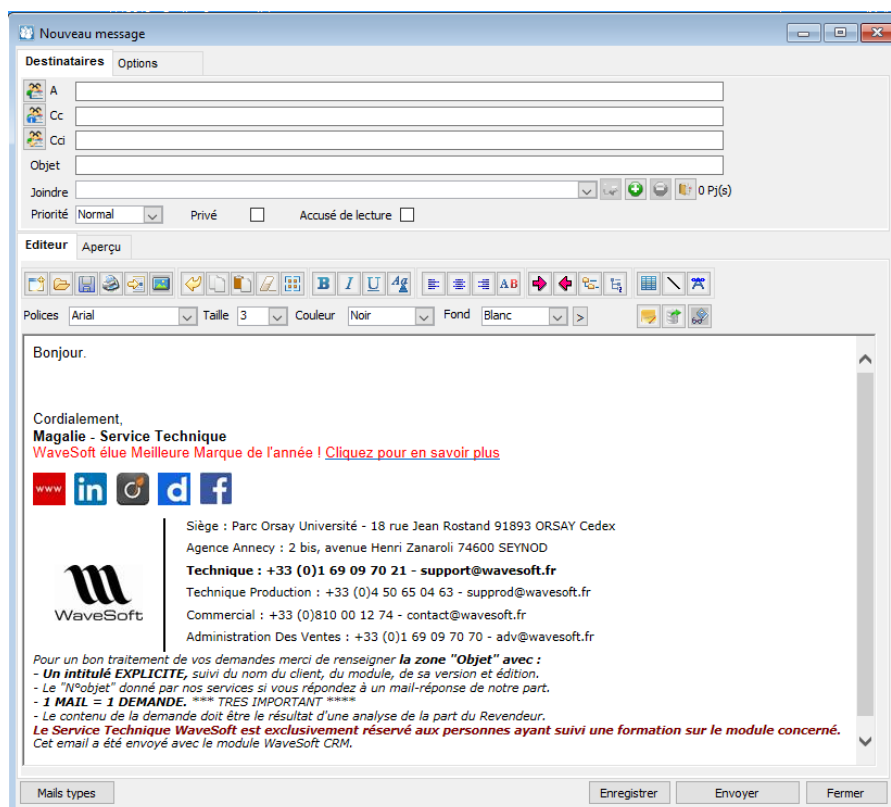 Nouveau message
Destinataires Options
A
Cc
Cci
Objet
Joindre 0 Pj(s)
Priorité Normal Privé Accusé de lecture
Editeur Aperçu
B I U Ag AB
Polices Arial Taille 3 Couleur Noir Fond Blanc >
Bonjour.
Cordialement,
Magalie - Service Technique
WaveSoft élue Meilleure Marque de l'année ! Cliquez pour en savoir plus
www in d f
Siège : Parc Orsay Université - 18 rue Jean Rostand 91893 ORSAY Cedex
Agence Annecy : 2 bis, avenue Henri Zanaroli 74600 SEYNOD
Technique : +33 (0)1 69 09 70 21 - support@wavesoft.fr
Technique Production : +33 (0)4 50 65 04 63 - supprod@wavesoft.fr
WaveSoft
Commercial : +33 (0)810 00 12 74 - contact@wavesoft.fr
Administration Des Ventes : +33 (0)1 69 09 70 70 - adv@wavesoft.fr
Pour un bon traitement de vos demandes merci de renseigner la zone "Objet" avec :
- Un intitulé EXPLICITE, suivi du nom du client, du module, de sa version et édition.
- Le "N°objet" donné par nos services si vous répondez à un mail-réponse de notre part.
- 1 MAIL = 1 DEMANDE. *** TRES IMPORTANT ****
- Le contenu de la demande doit être le résultat d'une analyse de la part du Revendeur.
Le Service Technique WaveSoft est exclusivement réservé aux personnes ayant suivi une formation sur le module concerné.
Cet email a été envoyé avec le module WaveSoft CRM.
Mails types Enregistrer Envoyer Fermer